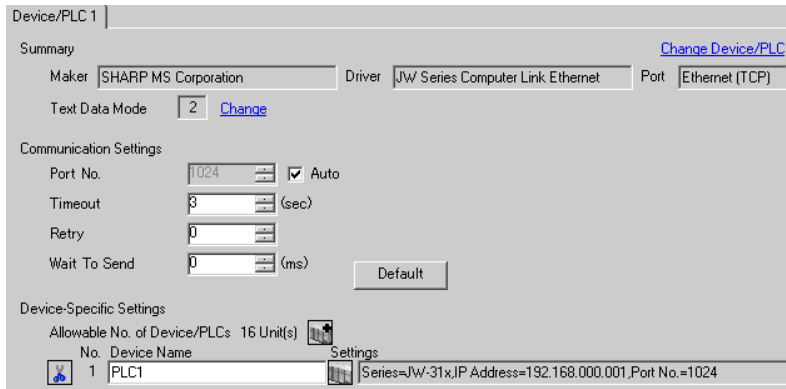 Device/PLC 1
Summary Change Device/PLC
Maker SHARP MS Corporation Driver JW Series Computer Link Ethernet Port Ethernet (TCP)
Text Data Mode 2 Change
Communication Settings
Port No. 1024 Auto
Timeout 3 (sec)
Retry 0
Wait To Send 0 (ms) Default
Device-Specific Settings
Allowable No. of Device/PLCs 16 Unit(s)
No. Device Name Settings
1 PLC1 Series=JW-31x,IP Address=192.168.000.001,Port No.=1024